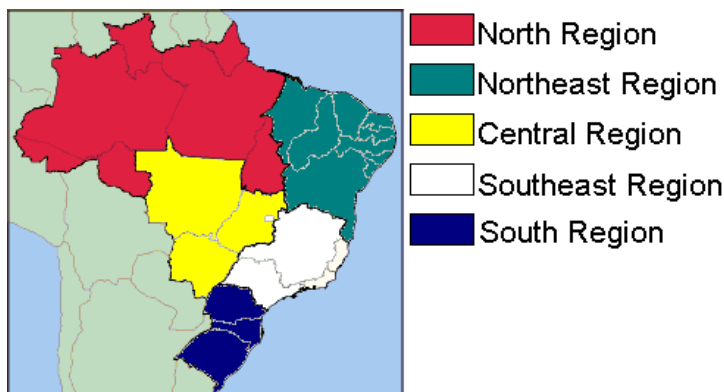 North Region
Northeast Region
Central Region
Southeast Region
South Region